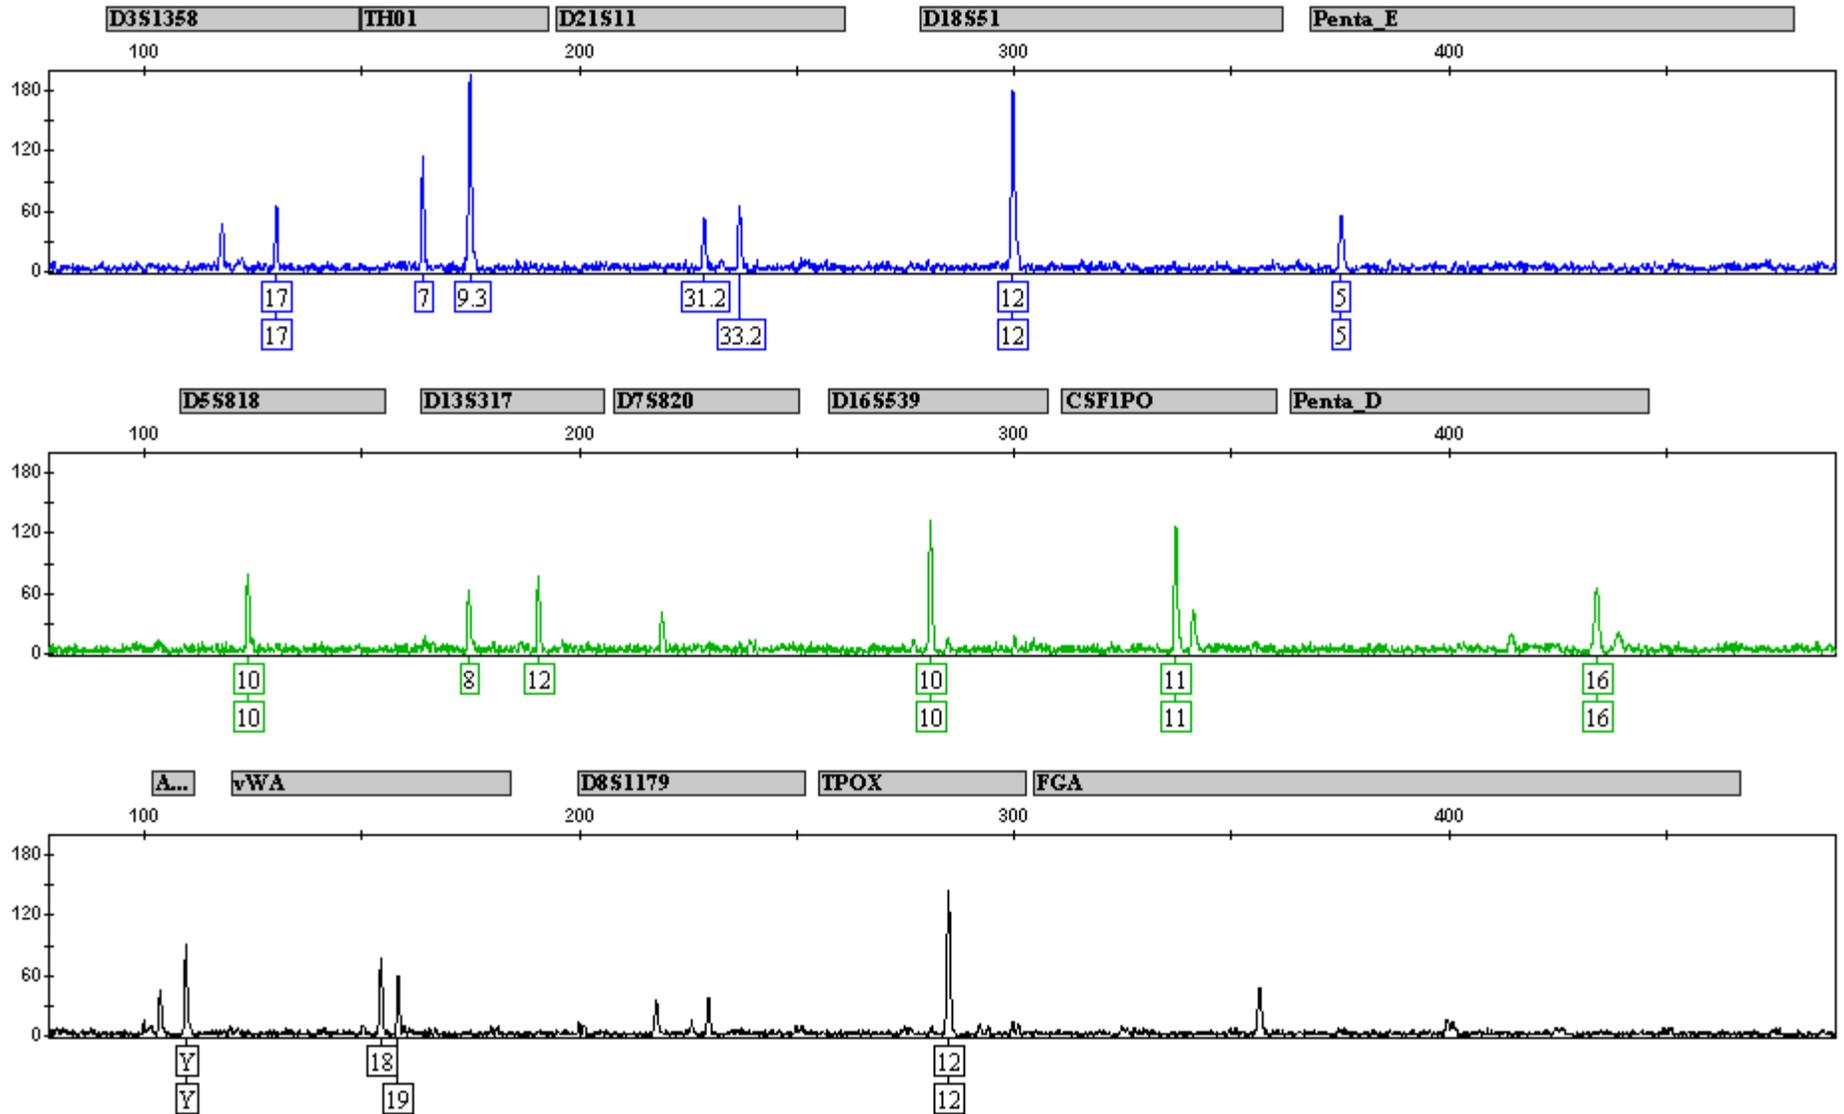 D3S1358 TH01 D21S11 D18S51 Penta_E
100 200 300 400
180
120
60
0
17 7 9.3 31.2 12 5
17 33.2 12 5
D5S818 D13S317 D7S820 D16S539 CSF1PO Penta_D
100 200 300 400
180
120
60
0
10 8 12 10 11 16
10 10 11 16
A... vWA D8S1179 TPOX FGA
100 200 300 400
180
120
60
0
Y 18 12
Y 19 12